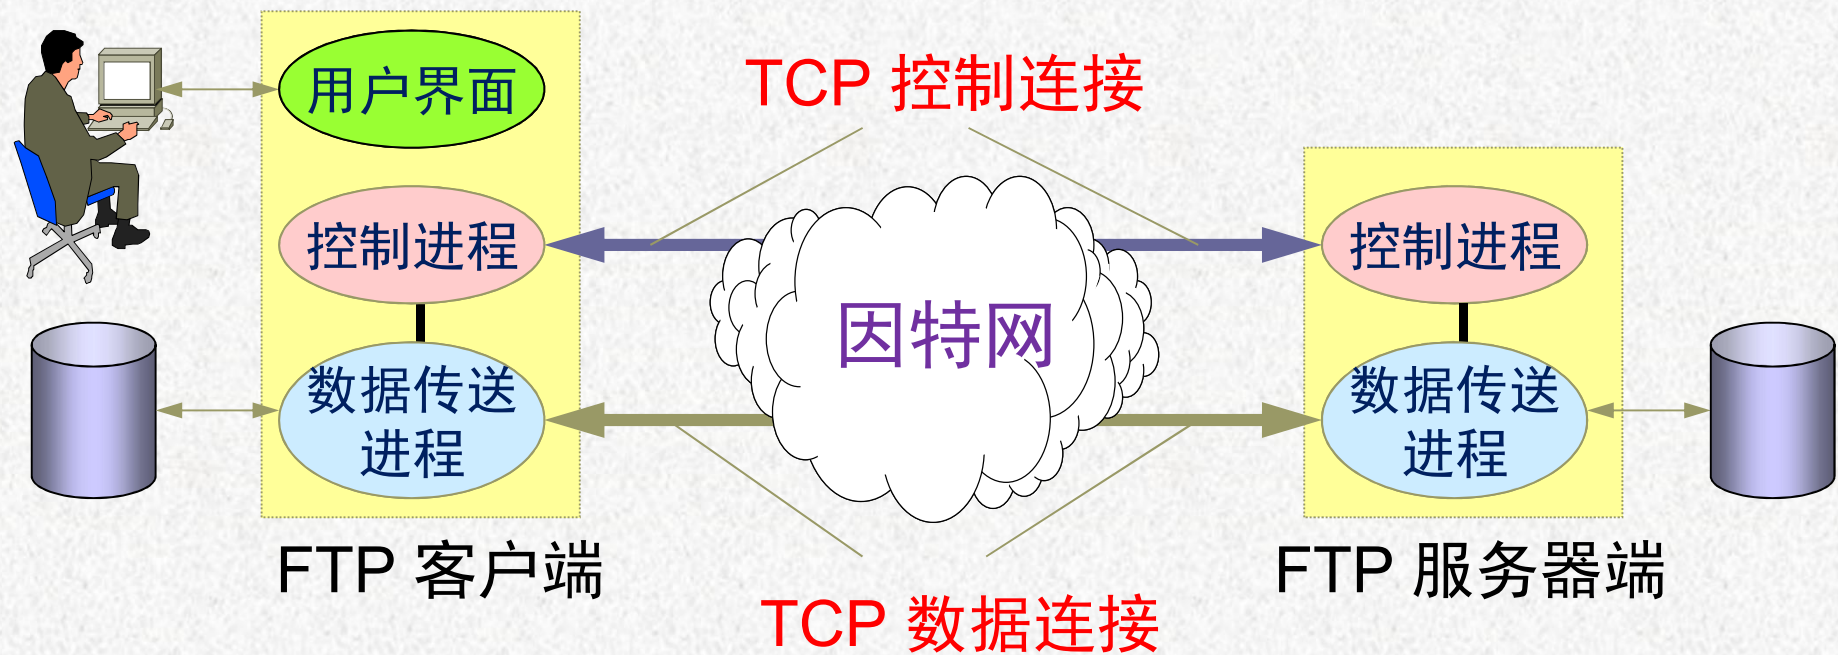 用户界面
TCP 控制连接
控制进程
控制进程
因特网
数据传送
进程
数据传送
进程
FTP 客户端
FTP 服务器端
TCP 数据连接